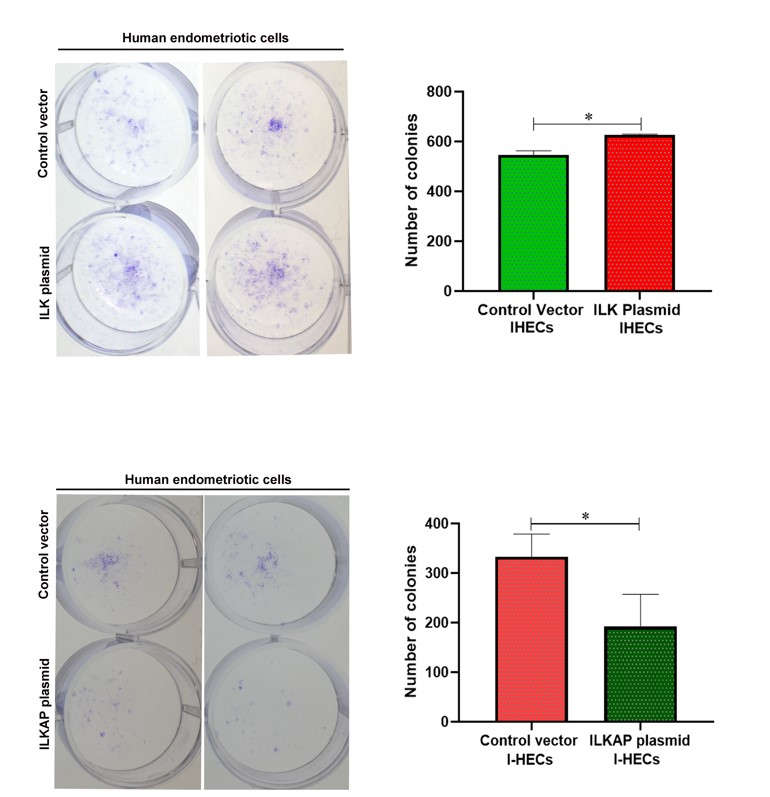 Human endometriotic cells
Control vector
ILK plasmid
Number of colonies
800
600
400
200
0
*
Control Vector
IHECs
ILK Plasmid
IHECs
Human endometriotic cells
Control vector
ILKAP plasmid
Number of colonies
400
300
200
100
0
*
Control vector
I-HECs
ILKAP plasmid
I-HECs